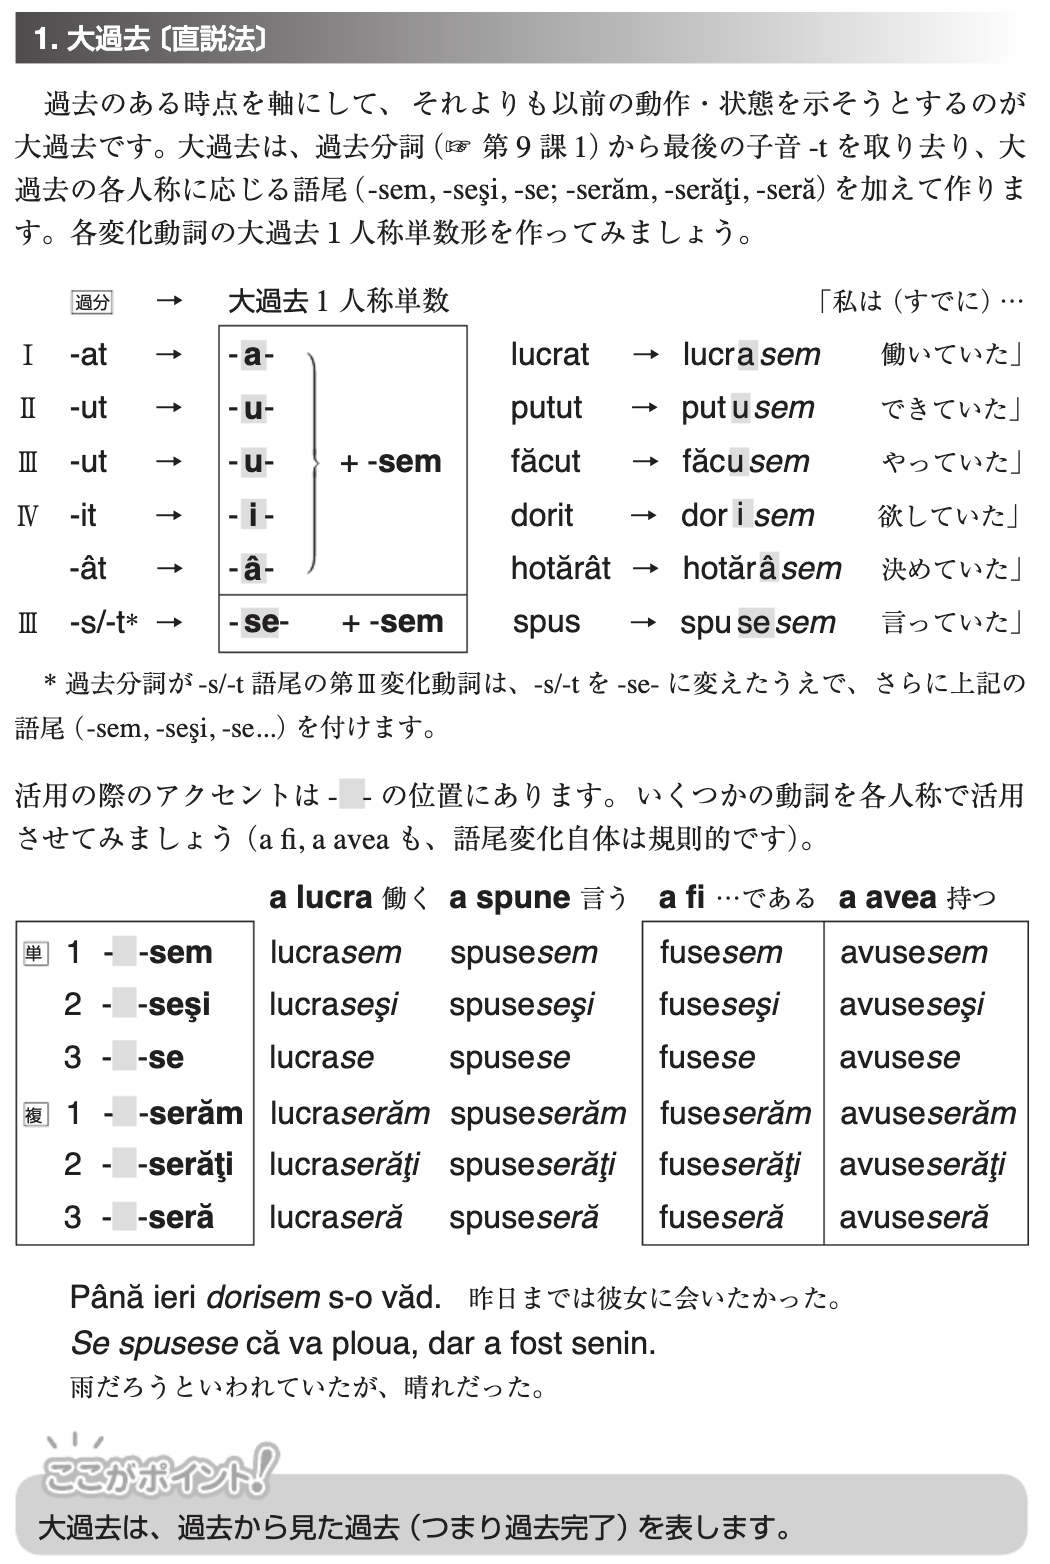 1. 大過去〔直説法〕
過去のある時点を軸にして、それよりも以前の動作・状態を示そうとするのが
大過去です。大過去は、過去分詞（☞ 第9課1）から最後の子音 -t を取り去り、大
過去の各人称に応じる語尾（-sem, -seşi, -se; -serăm, -serăţi, -seră）を加えて作りま
す。各変化動詞の大過去1人称単数形を作ってみましょう。
過分 → 大過去1人称単数 「私は（すでに）…
Ⅰ -at → -a- lucrat → lucrasem 働いていた」
Ⅱ -ut → -u- putut → putusem できていた」
Ⅲ -ut → -u- + -sem făcut → făcusem やっていた」
Ⅳ -it → -i- dorit → dorisem 欲していた」
-ât → -â- hotărât → hotărâsem 決めていた」
Ⅲ -s/-t* → -se- + -sem spus → spusesem 言っていた」
* 過去分詞が -s/-t 語尾の第Ⅲ変化動詞は、-s/-t を -se- に変えたうえで、さらに上記の
語尾（-sem, -seşi, -se...）を付けます。
活用の際のアクセントは - - の位置にあります。いくつかの動詞を各人称で活用
させてみましょう（a fi, a avea も、語尾変化自体は規則的です）。
a lucra 働く a spune 言う a fi …である a avea 持つ
単 1 - -sem lucrasem spusesem fusesem avusesem
2 - -seşi lucraseşi spuseseşi fuseseşi avuseseşi
3 - -se lucrase spusese fusese avusese
複 1 - -serăm lucraserăm spuseserăm fuseserăm avuseserăm
2 - -serăţi lucraserăţi spuseserăţi fuseserăţi avuseserăţi
3 - -seră lucraseră spuseseră fuseseră avuseseră
Până ieri dorisem s-o văd. 昨日までは彼女に会いたかった。
Se spusese că va ploua, dar a fost senin.
雨だろうといわれていたが、晴れだった。
ここがポイント!
大過去は、過去から見た過去（つまり過去完了）を表します。